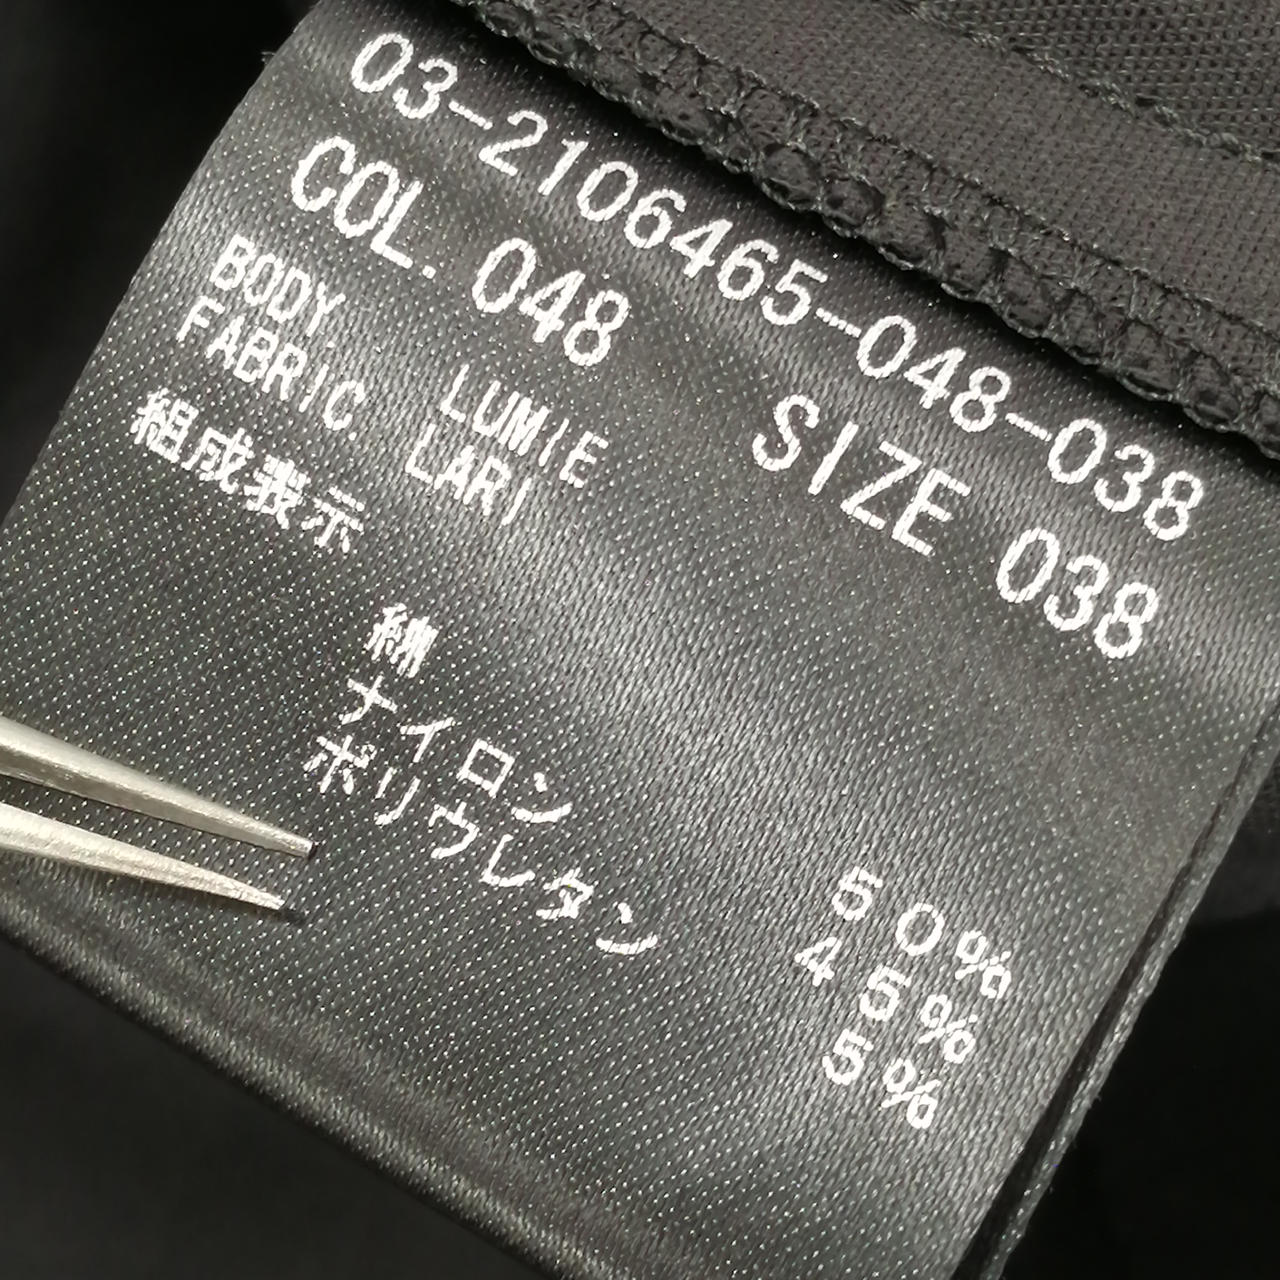 03-2106465-048-038
COL. 048 SIZE 038
BODY. LUMIE
FABRIC. LARI
組成表示
綿 50%
ナイロン 45%
ポリウレタン 5%